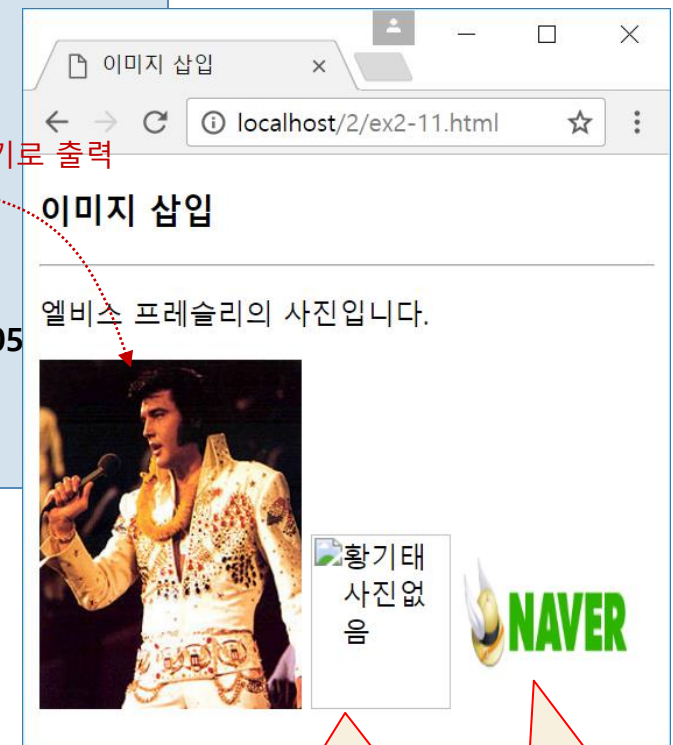 이미지 삽입
localhost/2/ex2-11.html
기로 출력
이미지 삽입
엘비스 프레슬리의 사진입니다.
05
황기태
사진없
음
NAVER